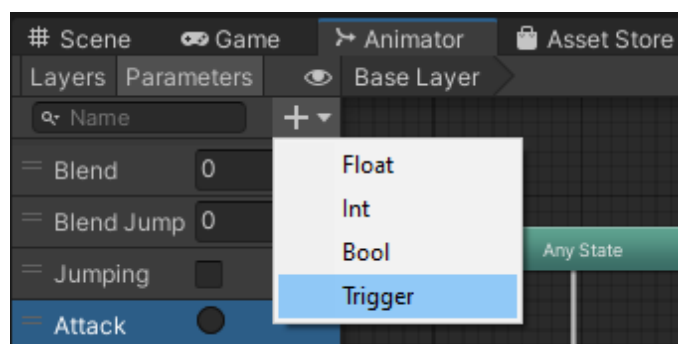 Scene Game Animator Asset Store
Layers Parameters Base Layer
Name
Blend 0
Float
Int
Blend Jump 0
Bool
Any State
Jumping
Trigger
Attack